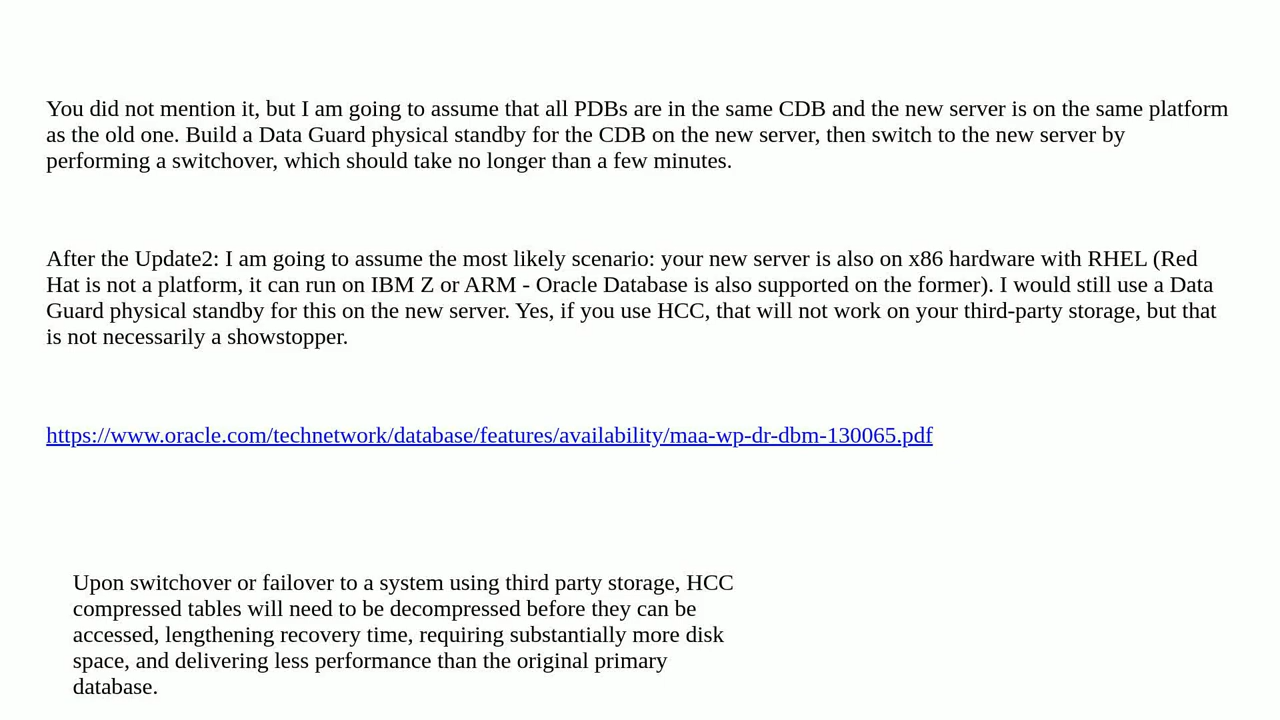 You did not mention it, but I am going to assume that all PDBs are in the same CDB and the new server is on the same platform
as the old one. Build a Data Guard physical standby for the CDB on the new server, then switch to the new server by
performing a switchover, which should take no longer than a few minutes.
After the Update2: I am going to assume the most likely scenario: your new server is also on x86 hardware with RHEL (Red
Hat is not a platform, it can run on IBM Z or ARM - Oracle Database is also supported on the former). I would still use a Data
Guard physical standby for this on the new server. Yes, if you use HCC, that will not work on your third-party storage, but that
is not necessarily a showstopper.
https://www.oracle.com/technetwork/database/features/availability/maa-wp-dr-dbm-130065.pdf
Upon switchover or failover to a system using third party storage, HCC
compressed tables will need to be decompressed before they can be
accessed, lengthening recovery time, requiring substantially more disk
space, and delivering less performance than the original primary
database.